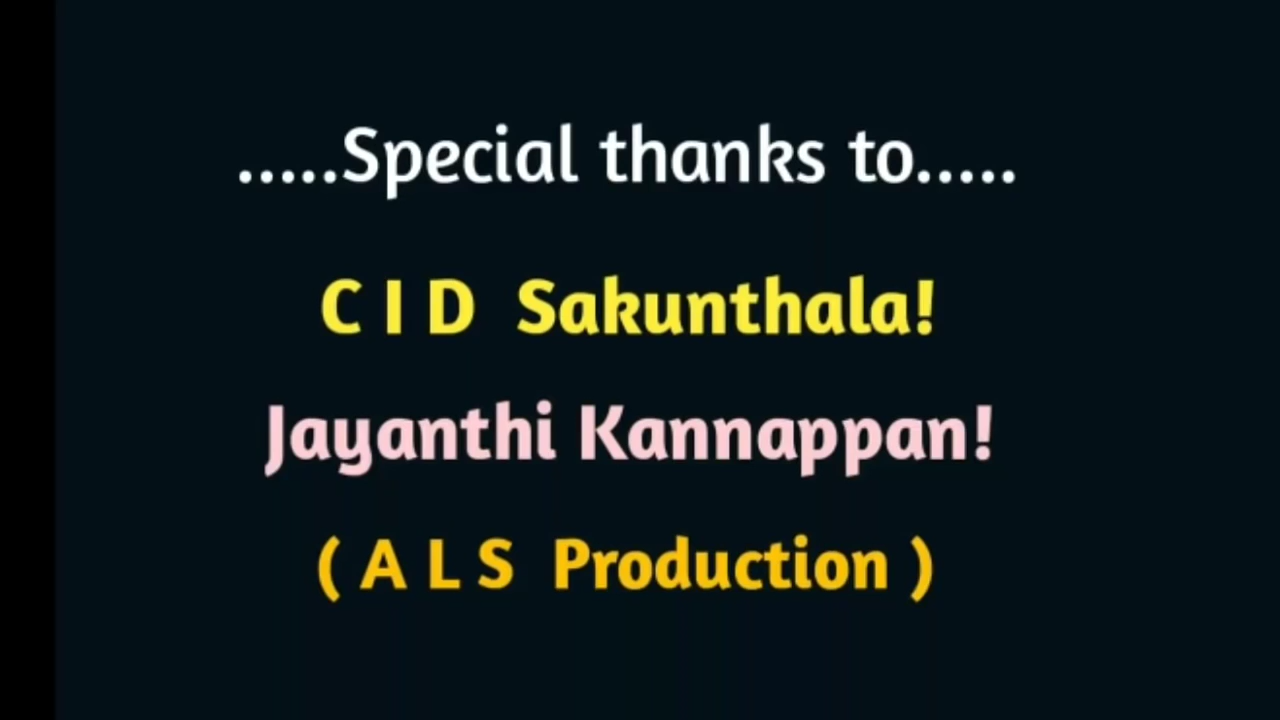 .....Special thanks to.....
C I D Sakunthala!
Jayanthi Kannappan!
( A L S Production )